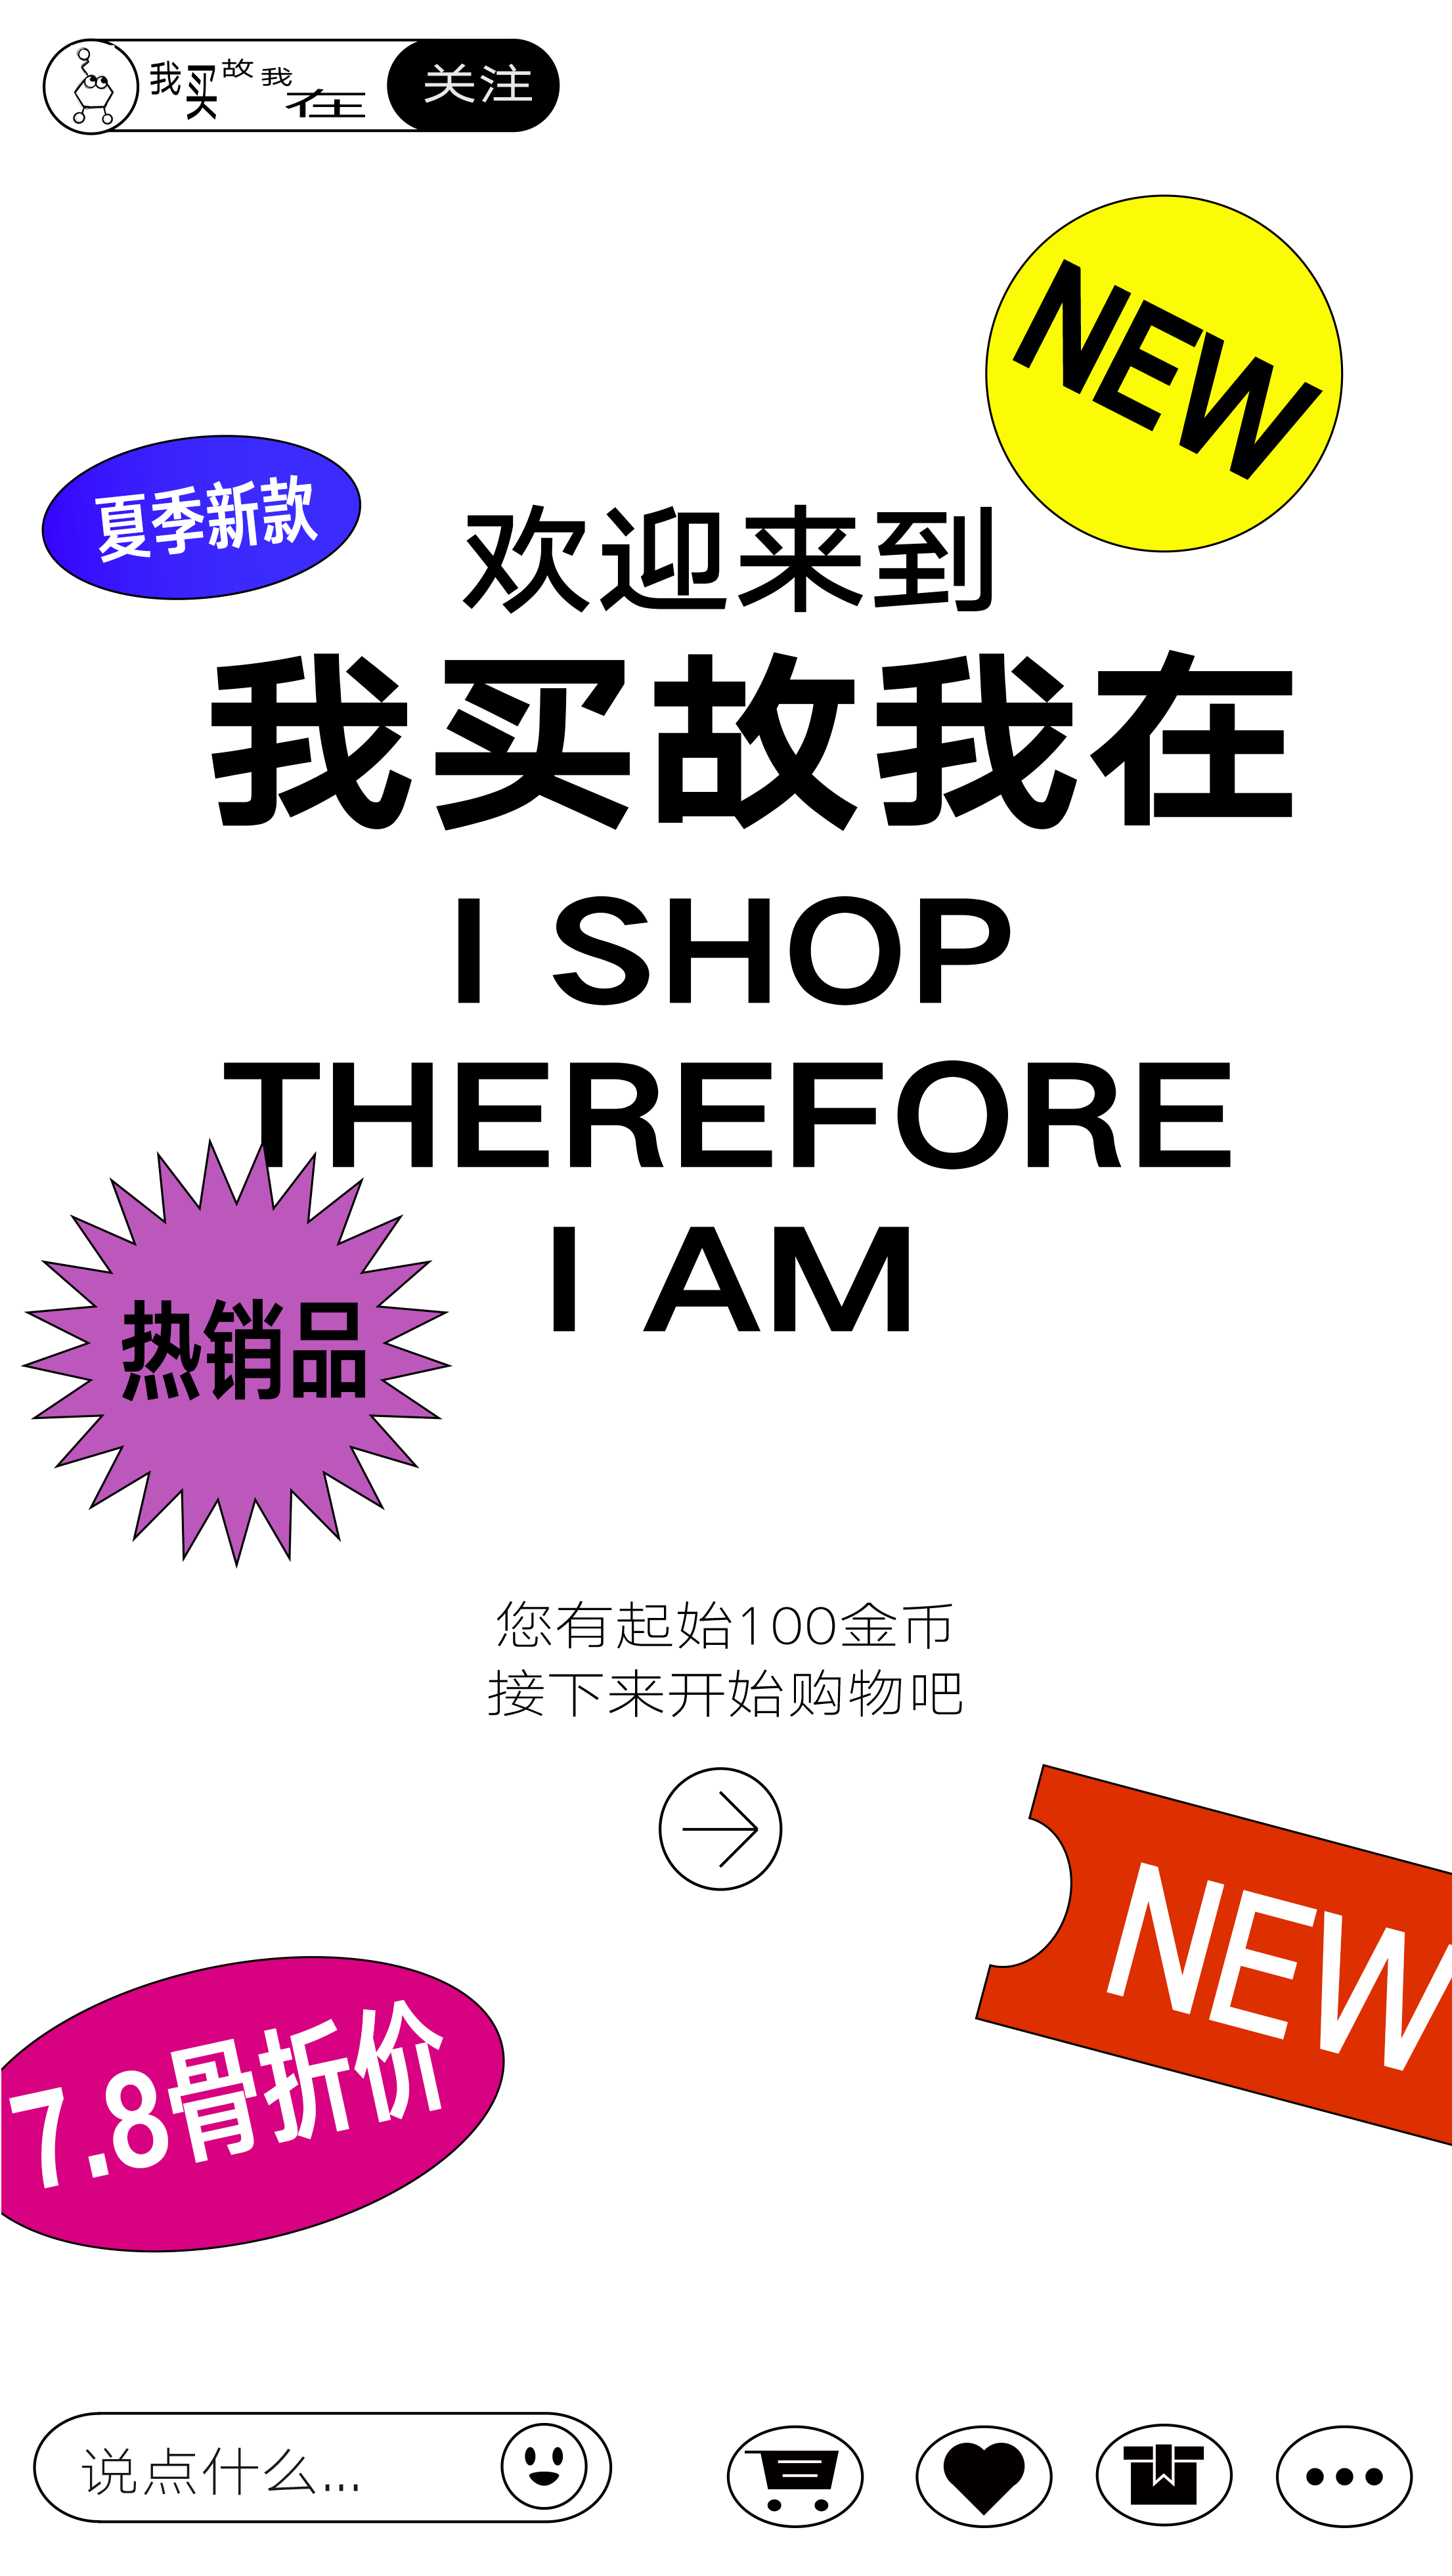 我买故我在
关注
NEW
夏季新款
欢迎来到
我买故我在
I SHOP
THEREFORE
I AM
热销品
您有起始100金币
接下来开始购物吧
NEW
7.8骨折价
说点什么...